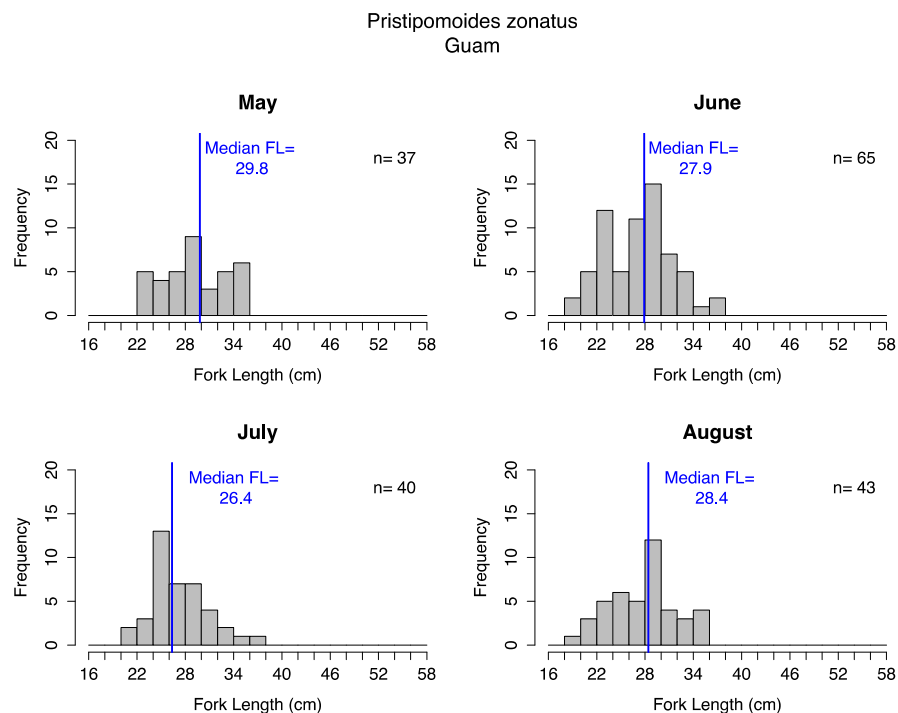 Pristipomoides zonatus
Guam
May
Median FL=
29.8
n= 37
20
15
10
5
0
Frequency
16 22 28 34 40 46 52 58
Fork Length (cm)
June
Median FL=
27.9
n= 65
20
15
10
5
0
Frequency
16 22 28 34 40 46 52 58
Fork Length (cm)
July
Median FL=
26.4
n= 40
20
15
10
5
0
Frequency
16 22 28 34 40 46 52 58
Fork Length (cm)
August
Median FL=
28.4
n= 43
20
15
10
5
0
Frequency
16 22 28 34 40 46 52 58
Fork Length (cm)